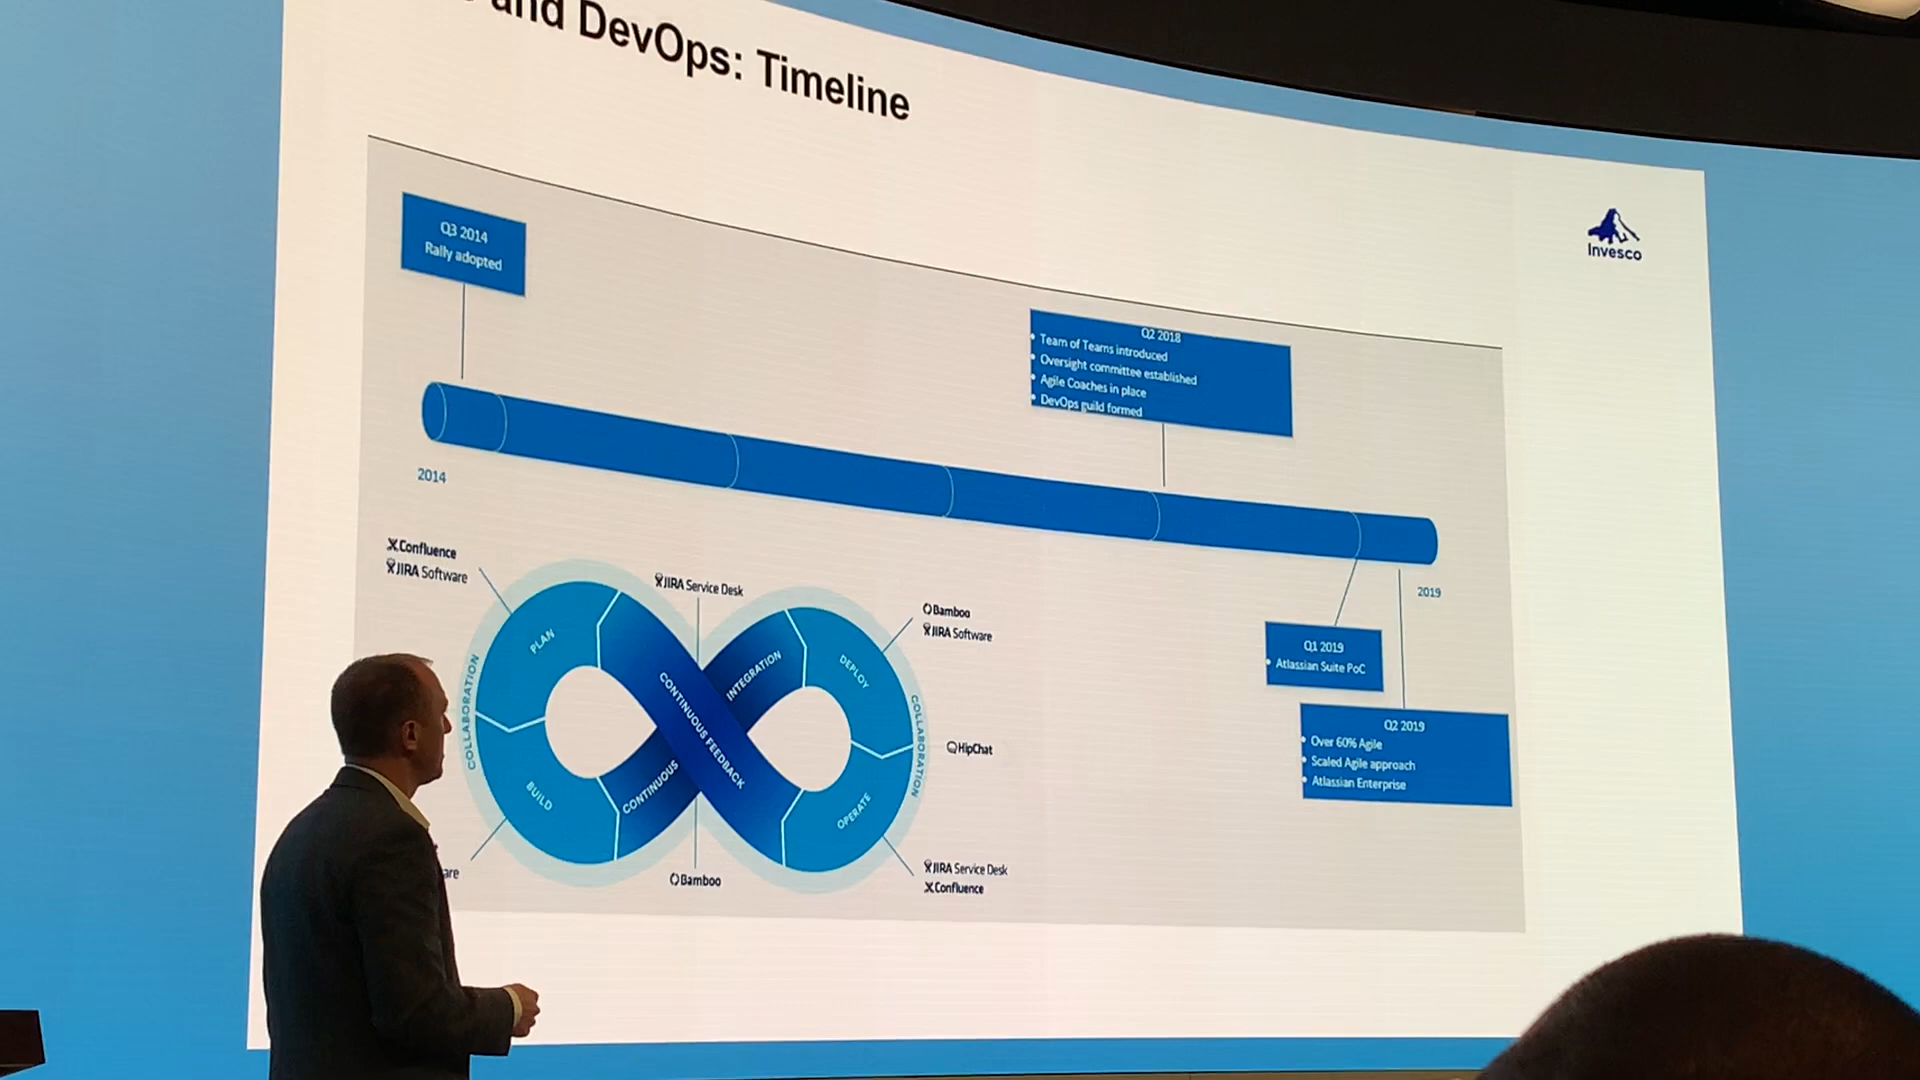 and DevOps: Timeline
Invesco
Q3 2014
Rally adopted
Q2 2018
• Team of Teams introduced
• Oversight committee established
• Agile Coaches in place
• DevOps guild formed
2014
2019
Q1 2019
• Atlassian Suite PoC
Q2 2019
• Over 60% Agile
• Scaled Agile approach
• Atlassian Enterprise
Confluence
JIRA Software
JIRA Service Desk
Bamboo
JIRA Software
PLAN
COLLABORATION
BUILD
CONTINUOUS FEEDBACK
CONTINUOUS
INTEGRATION
DEPLOY
COLLABORATION
OPERATE
HipChat
are
Bamboo
JIRA Service Desk
Confluence